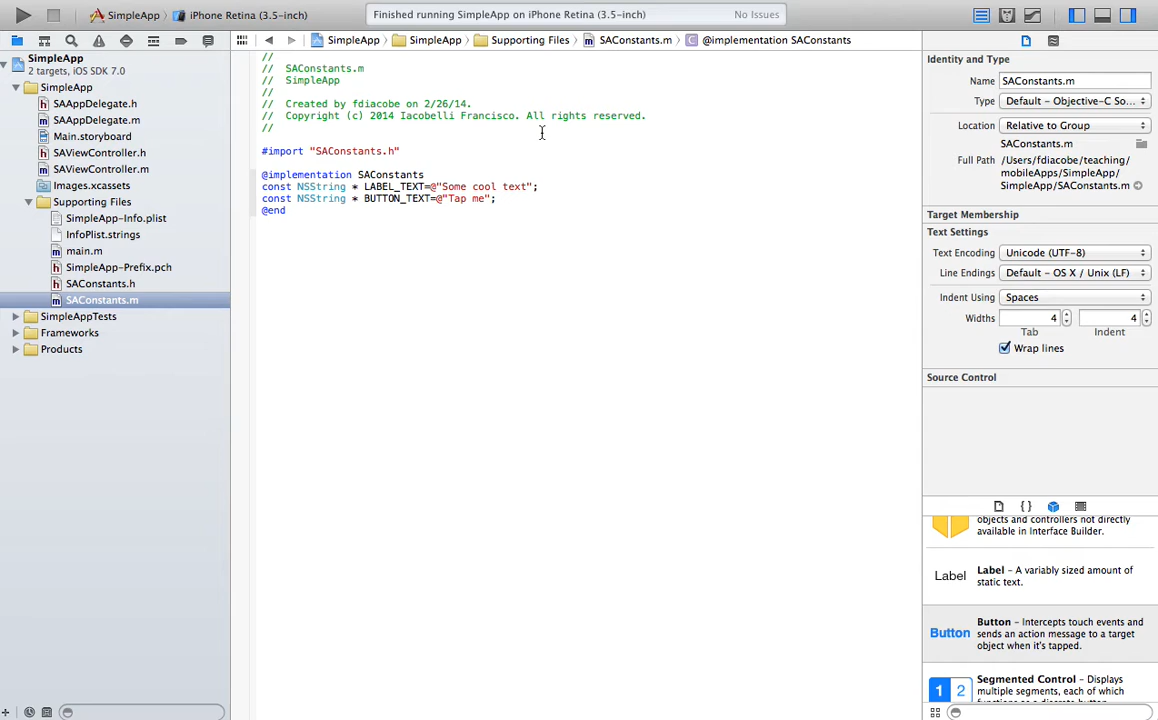 SimpleApp
iPhone Retina (3.5-inch)
Finished running SimpleApp on iPhone Retina (3.5-inch)
No Issues
SimpleApp
SimpleApp
Supporting Files
SAConstants.m
@implementation SAConstants
SimpleApp
2 targets, iOS SDK 7.0
SimpleApp
SAAppDelegate.h
SAAppDelegate.m
Main.storyboard
SAViewController.h
SAViewController.m
Images.xcassets
Supporting Files
SimpleApp-Info.plist
InfoPlist.strings
main.m
SimpleApp-Prefix.pch
SAConstants.h
SAConstants.m
SimpleAppTests
Frameworks
Products
//
//  SAConstants.m
//  SimpleApp
//
//  Created by fdiacobe on 2/26/14.
//  Copyright (c) 2014 Iacobelli Francisco. All rights reserved.
//
#import "SAConstants.h"
@implementation SAConstants
const NSString * LABEL_TEXT=@"Some cool text";
const NSString * BUTTON_TEXT=@"Tap me";
@end
Identity and Type
Name SAConstants.m
Type Default - Objective-C So...
Location Relative to Group
SAConstants.m
Full Path /Users/fdiacobe/teaching/
mobileApps/SimpleApp/
SimpleApp/SAConstants.m
Target Membership
Text Settings
Text Encoding Unicode (UTF-8)
Line Endings Default - OS X / Unix (LF)
Indent Using Spaces
Widths 4 4
Tab Indent
Wrap lines
Source Control
{ }
objects and controllers not directly
available in Interface Builder.
Label
Label - A variably sized amount of
static text.
Button
Button - Intercepts touch events and
sends an action message to a target
object when it's tapped.
1 2
Segmented Control - Displays
multiple segments, each of which